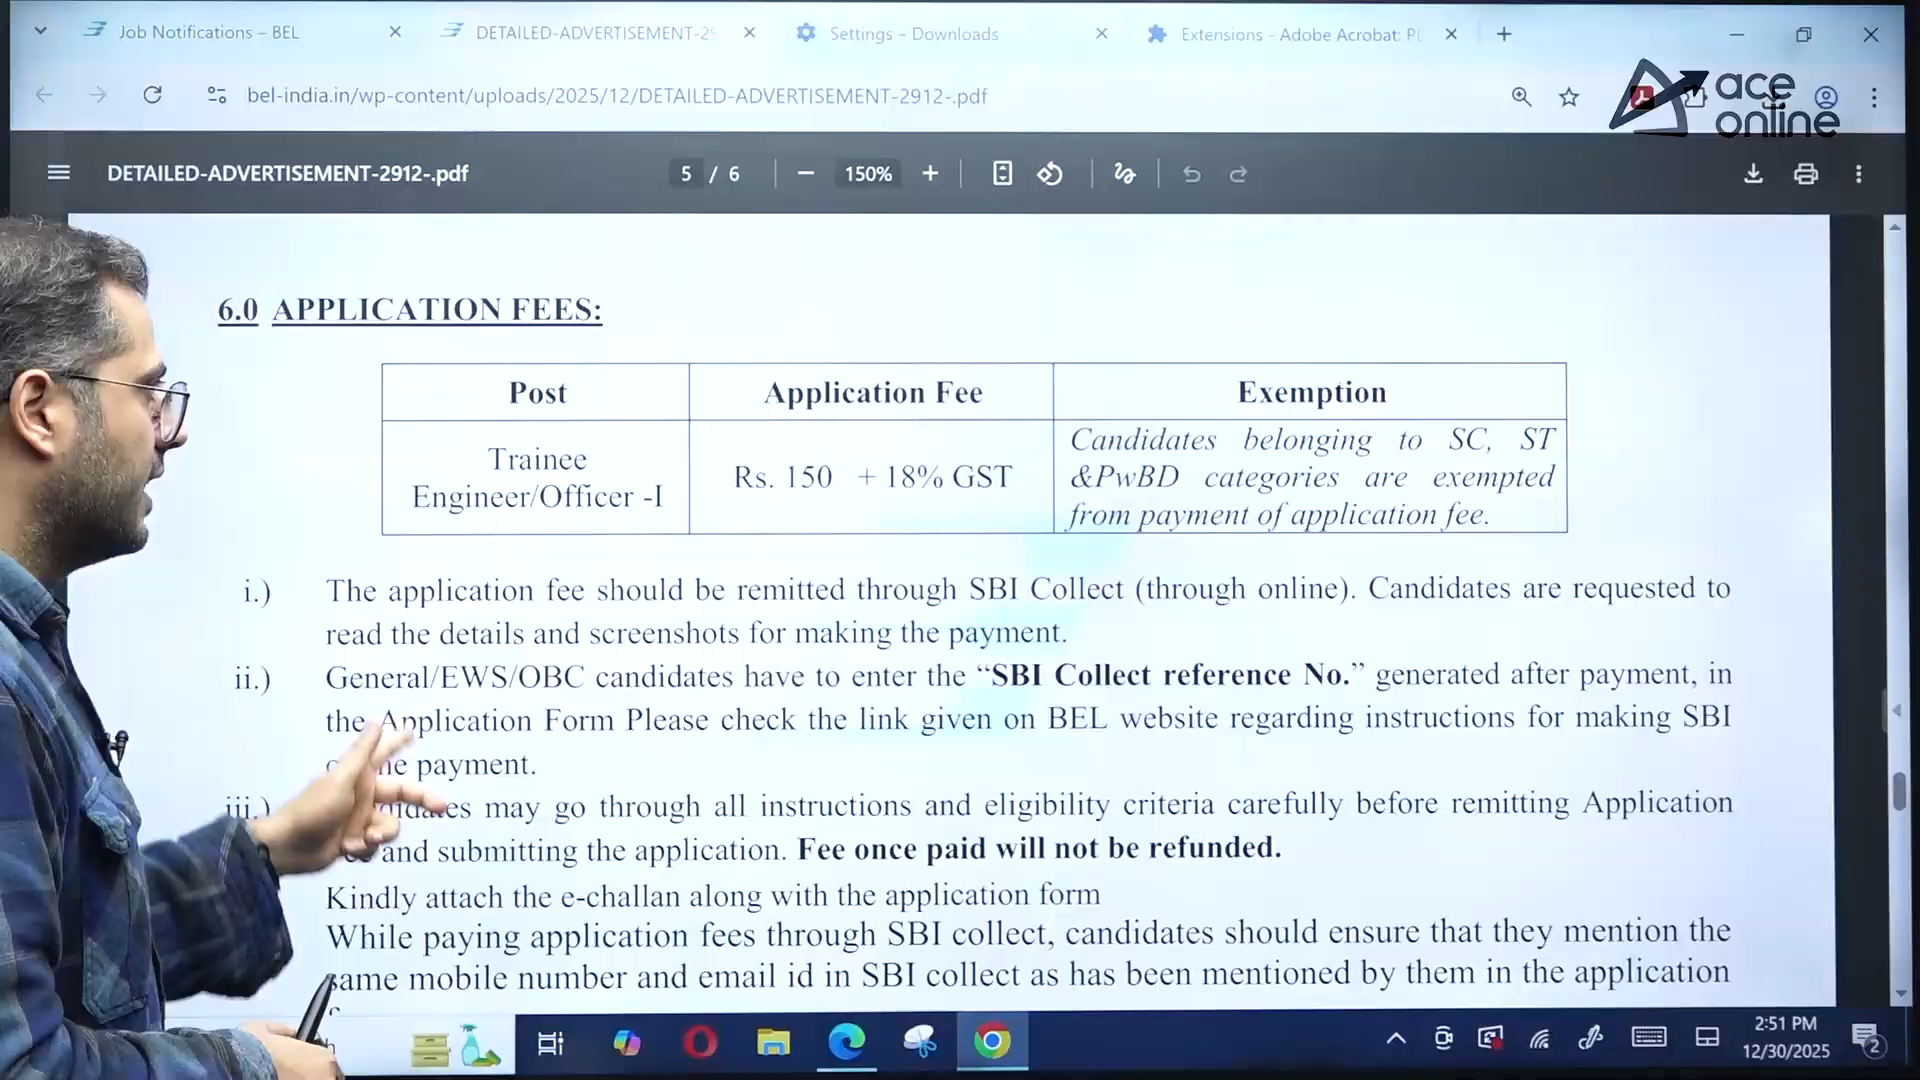 Job Notifications – BEL
DETAILED-ADVERTISEMENT-29
Settings – Downloads
Extensions - Adobe Acrobat: P
bel-india.in/wp-content/uploads/2025/12/DETAILED-ADVERTISEMENT-2912-.pdf
ace
online
DETAILED-ADVERTISEMENT-2912-.pdf
5 / 6
150%
6.0 APPLICATION FEES:
Post
Application Fee
Exemption
Trainee
Engineer/Officer -I
Rs. 150 + 18% GST
Candidates belonging to SC, ST
&PwBD categories are exempted
from payment of application fee.
i.) The application fee should be remitted through SBI Collect (through online). Candidates are requested to
read the details and screenshots for making the payment.
ii.) General/EWS/OBC candidates have to enter the “SBI Collect reference No.” generated after payment, in
the Application Form Please check the link given on BEL website regarding instructions for making SBI
payment.
iii.) may go through all instructions and eligibility criteria carefully before remitting Application
and submitting the application. Fee once paid will not be refunded.
Kindly attach the e-challan along with the application form
While paying application fees through SBI collect, candidates should ensure that they mention the
same mobile number and email id in SBI collect as has been mentioned by them in the application
2:51 PM
12/30/2025
2